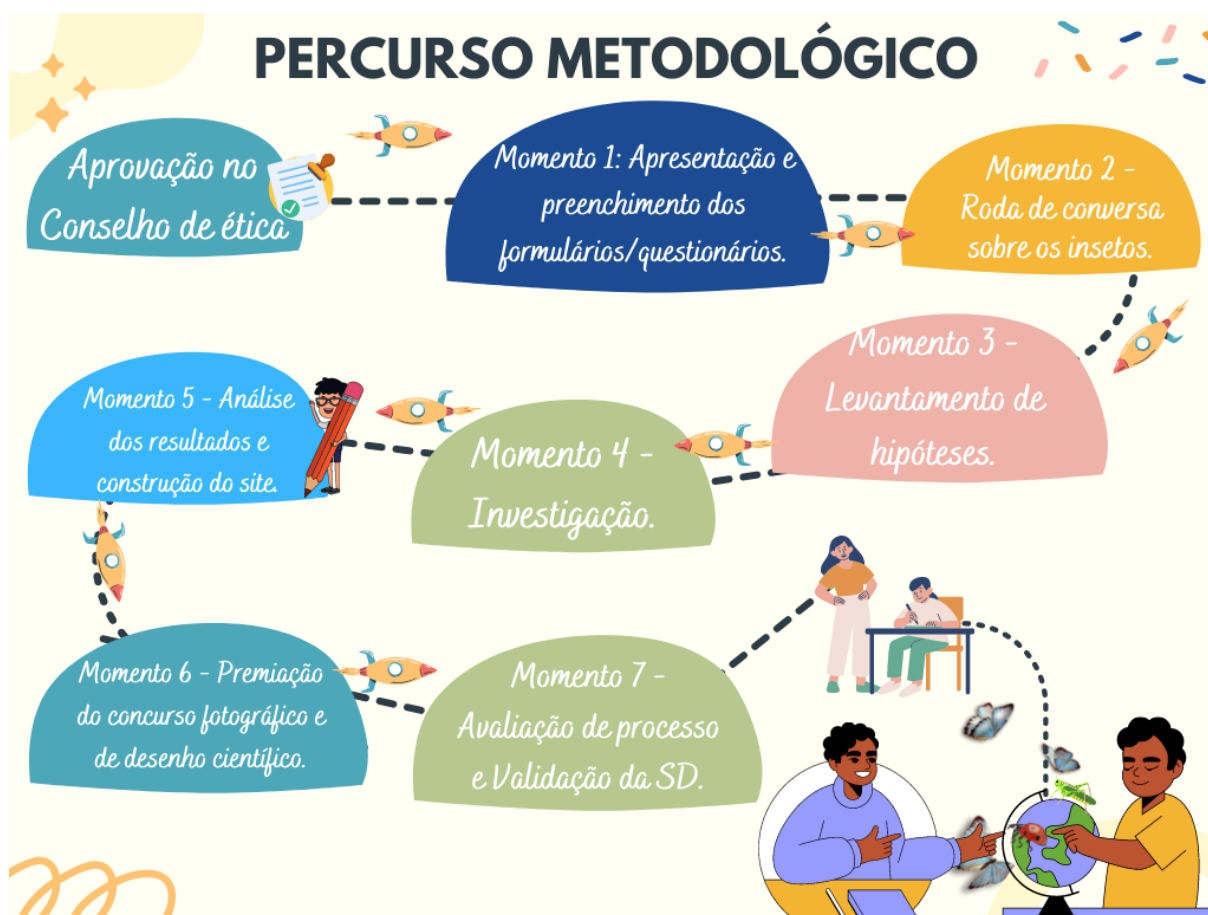 PERCURSO METODOLÓGICO
Aprovação no
Conselho de ética
Momento 1: Apresentação e
preenchimento dos
formulários/questionários.
Momento 2 -
Roda de conversa
sobre os insetos.
Momento 3 -
Levantamento de
hipóteses.
Momento 4 -
Investigação.
Momento 5 - Análise
dos resultados e
construção do site.
Momento 6 - Premiação
do concurso fotográfico e
de desenho científico.
Momento 7 -
Avaliação de processo
e Validação da SD.